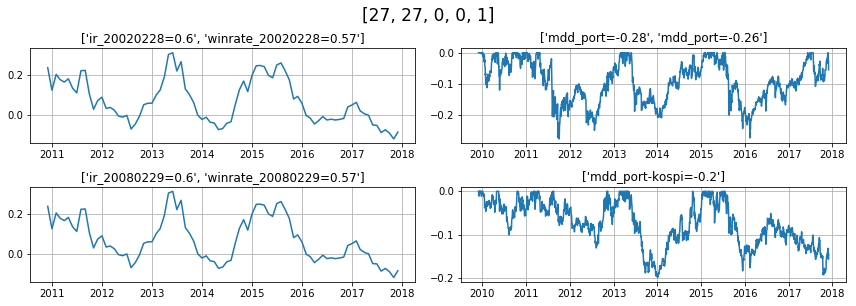 [27, 27, 0, 0, 1]
['ir_20020228=0.6', 'winrate_20020228=0.57']
0.2
0.0
2011 2012 2013 2014 2015 2016 2017 2018
['mdd_port=-0.28', 'mdd_port=-0.26']
0.0
−0.1
−0.2
2010 2011 2012 2013 2014 2015 2016 2017 2018
['ir_20080229=0.6', 'winrate_20080229=0.57']
0.2
0.0
2011 2012 2013 2014 2015 2016 2017 2018
['mdd_port-kospi=-0.2']
0.0
−0.1
−0.2
2010 2011 2012 2013 2014 2015 2016 2017 2018